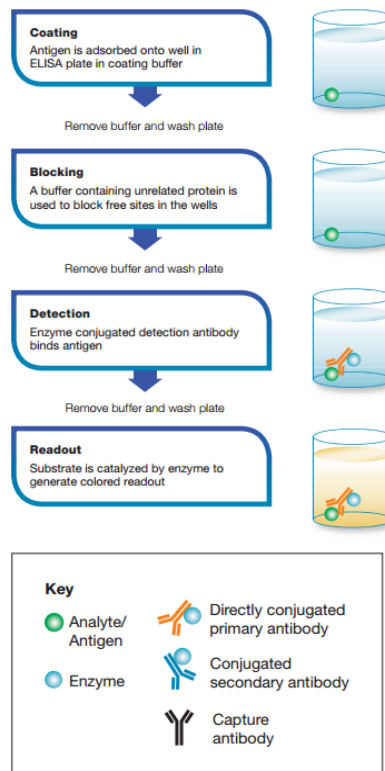 Coating
Antigen is adsorbed onto well in
ELISA plate in coating buffer
Remove buffer and wash plate
Blocking
A buffer containing unrelated protein is
used to block free sites in the wells
Remove buffer and wash plate
Detection
Enzyme conjugated detection antibody
binds antigen
Remove buffer and wash plate
Readout
Substrate is catalyzed by enzyme to
generate colored readout
Key
Analyte/
Antigen
Enzyme
Directly conjugated
primary antibody
Conjugated
secondary antibody
Capture
antibody